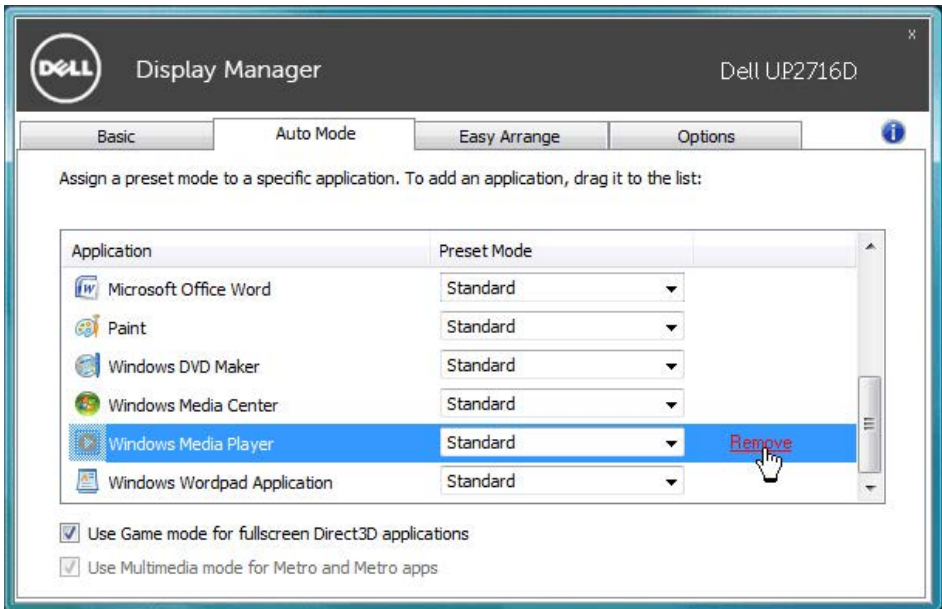 x
DELL
Display Manager
Dell UP2716D
Basic
Auto Mode
Easy Arrange
Options
i
Assign a preset mode to a specific application. To add an application, drag it to the list:
Application Preset Mode
Microsoft Office Word Standard
Paint Standard
Windows DVD Maker Standard
Windows Media Center Standard
Windows Media Player Standard Remove
Windows Wordpad Application Standard
Use Game mode for fullscreen Direct3D applications
Use Multimedia mode for Metro and Metro apps